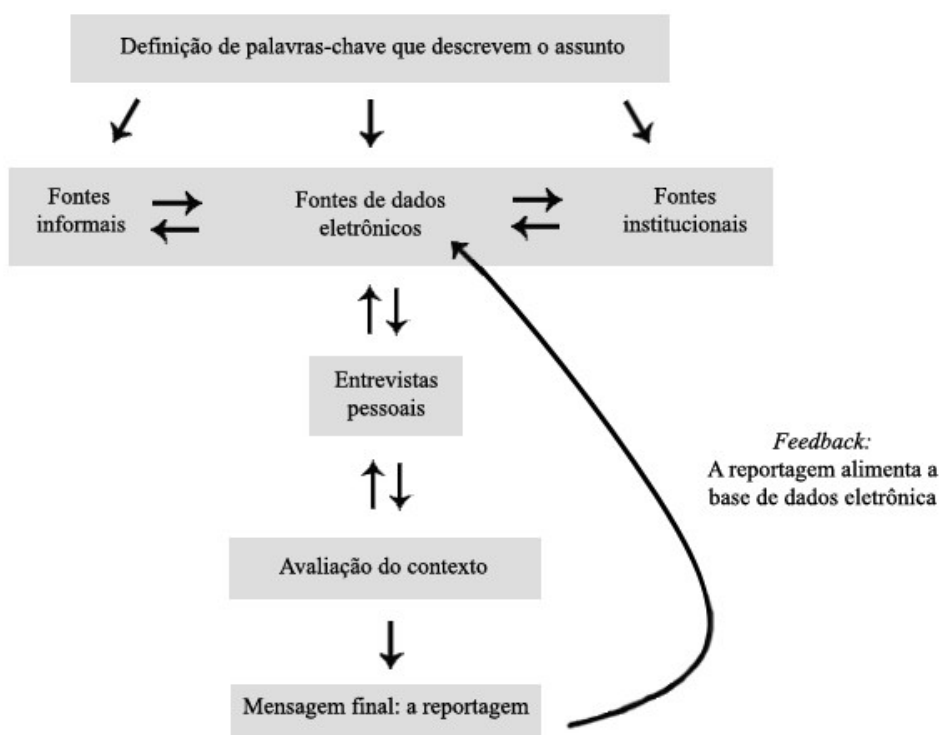 Definição de palavras-chave que descrevem o assunto
Fontes
informais
Fontes de dados
eletrônicos
Fontes
institucionais
Entrevistas
pessoais
Feedback:
A reportagem alimenta a
base de dados eletrônica
Avaliação do contexto
Mensagem final: a reportagem